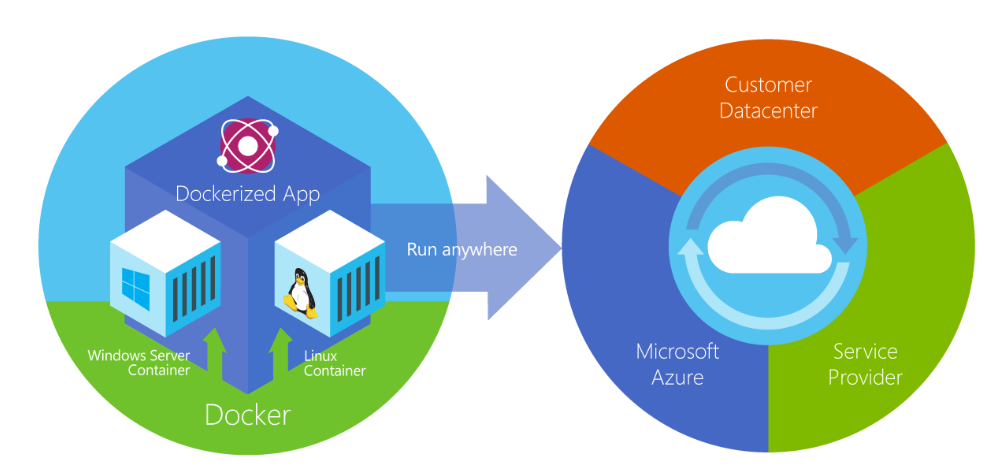 Dockerized App
Windows Server
Container
Linux
Container
Docker
Run anywhere
Customer
Datacenter
Microsoft
Azure
Service
Provider